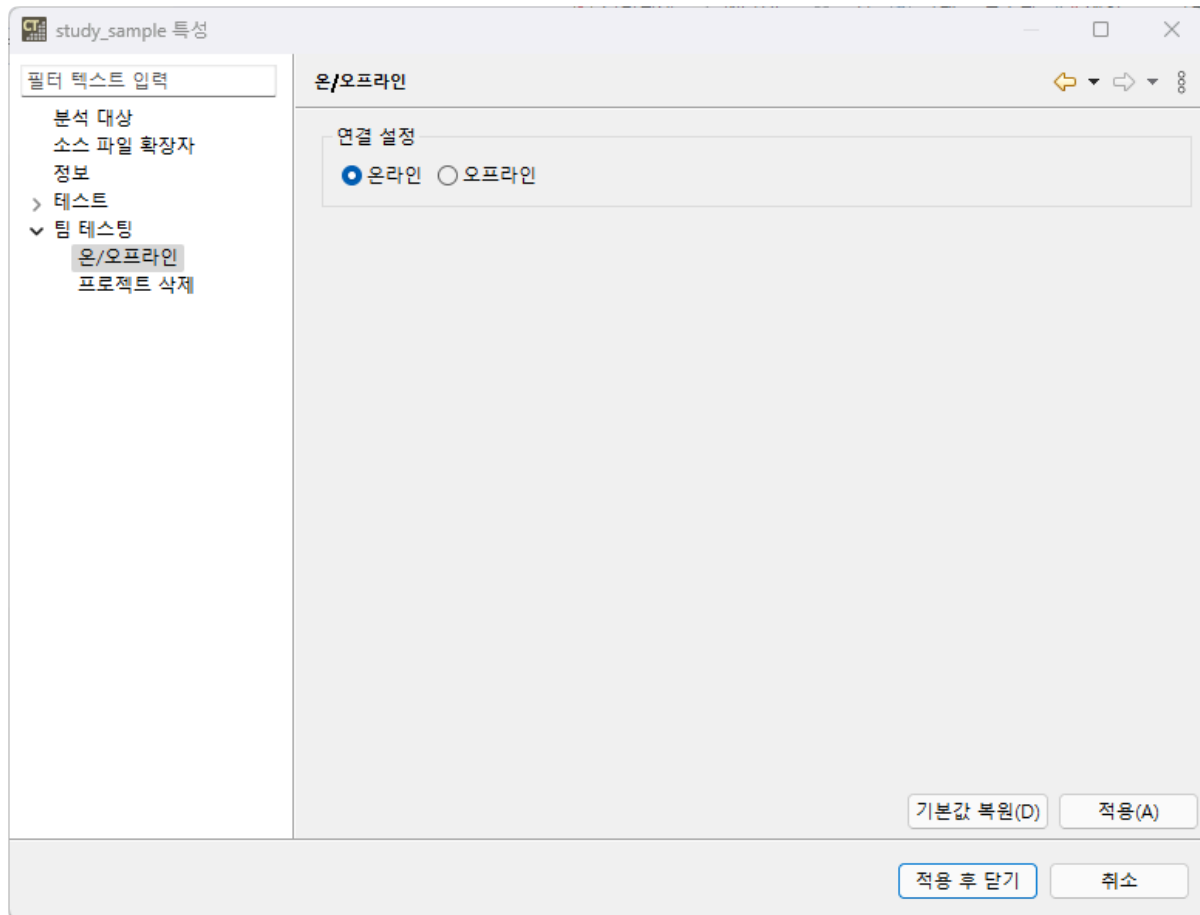 study_sample 특성
필터 텍스트 입력
분석 대상
소스 파일 확장자
정보
테스트
팀 테스팅
온/오프라인
프로젝트 삭제
온/오프라인
연결 설정
온라인 오프라인
기본값 복원(D) 적용(A)
적용 후 닫기 취소